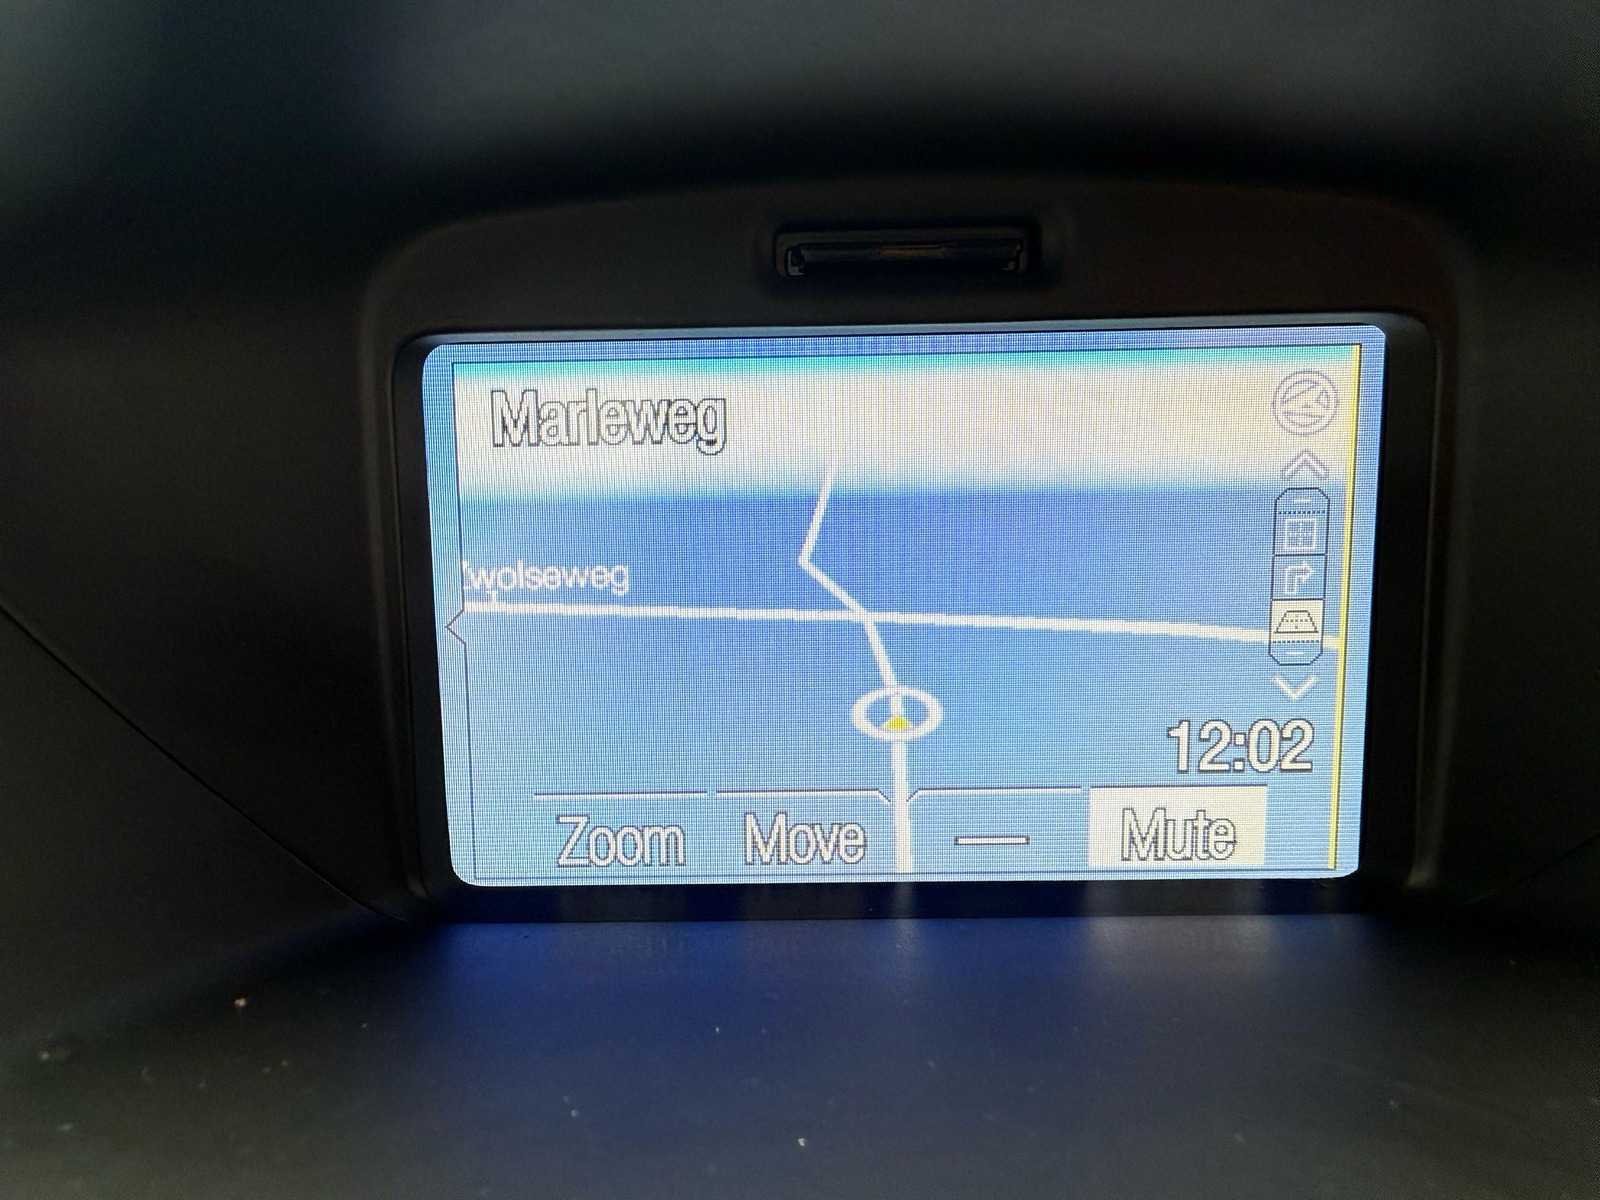 Marleweg
Zwolseweg
12:02
Zoom Move — Mute